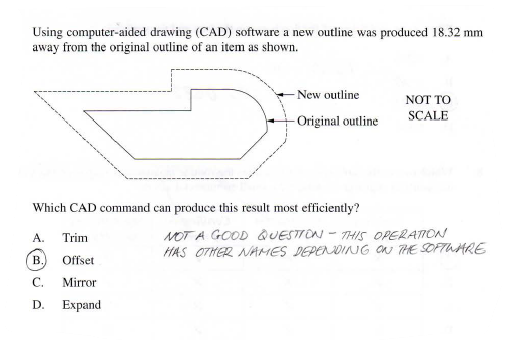 Using computer-aided drawing (CAD) software a new outline was produced 18.32 mm
away from the original outline of an item as shown.
New outline
Original outline
NOT TO
SCALE
Which CAD command can produce this result most efficiently?
A. Trim
B. Offset
C. Mirror
D. Expand
NOT A GOOD QUESTION - THIS OPERATION
HAS OTHER NAMES DEPENDING ON THE SOFTWARE